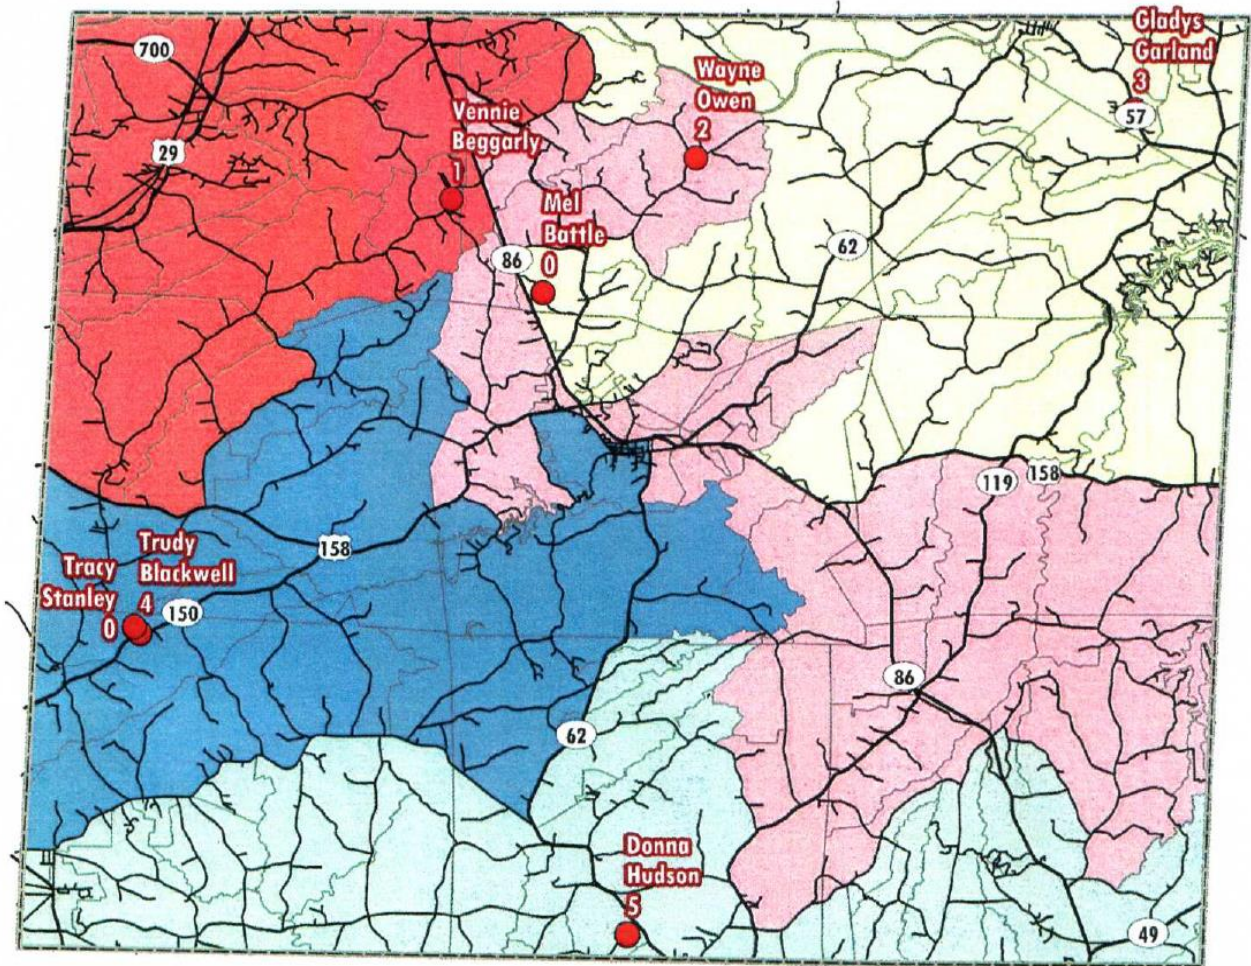 700
Gladys
Garland
3
Wayne
Owen
2
Vennie
Beggarly
1
57
29
Mel
Battle
0
86
62
119
158
158
Trudy
Blackwell
4
Tracy
Stanley
0
150
86
62
Donna
Hudson
5
49